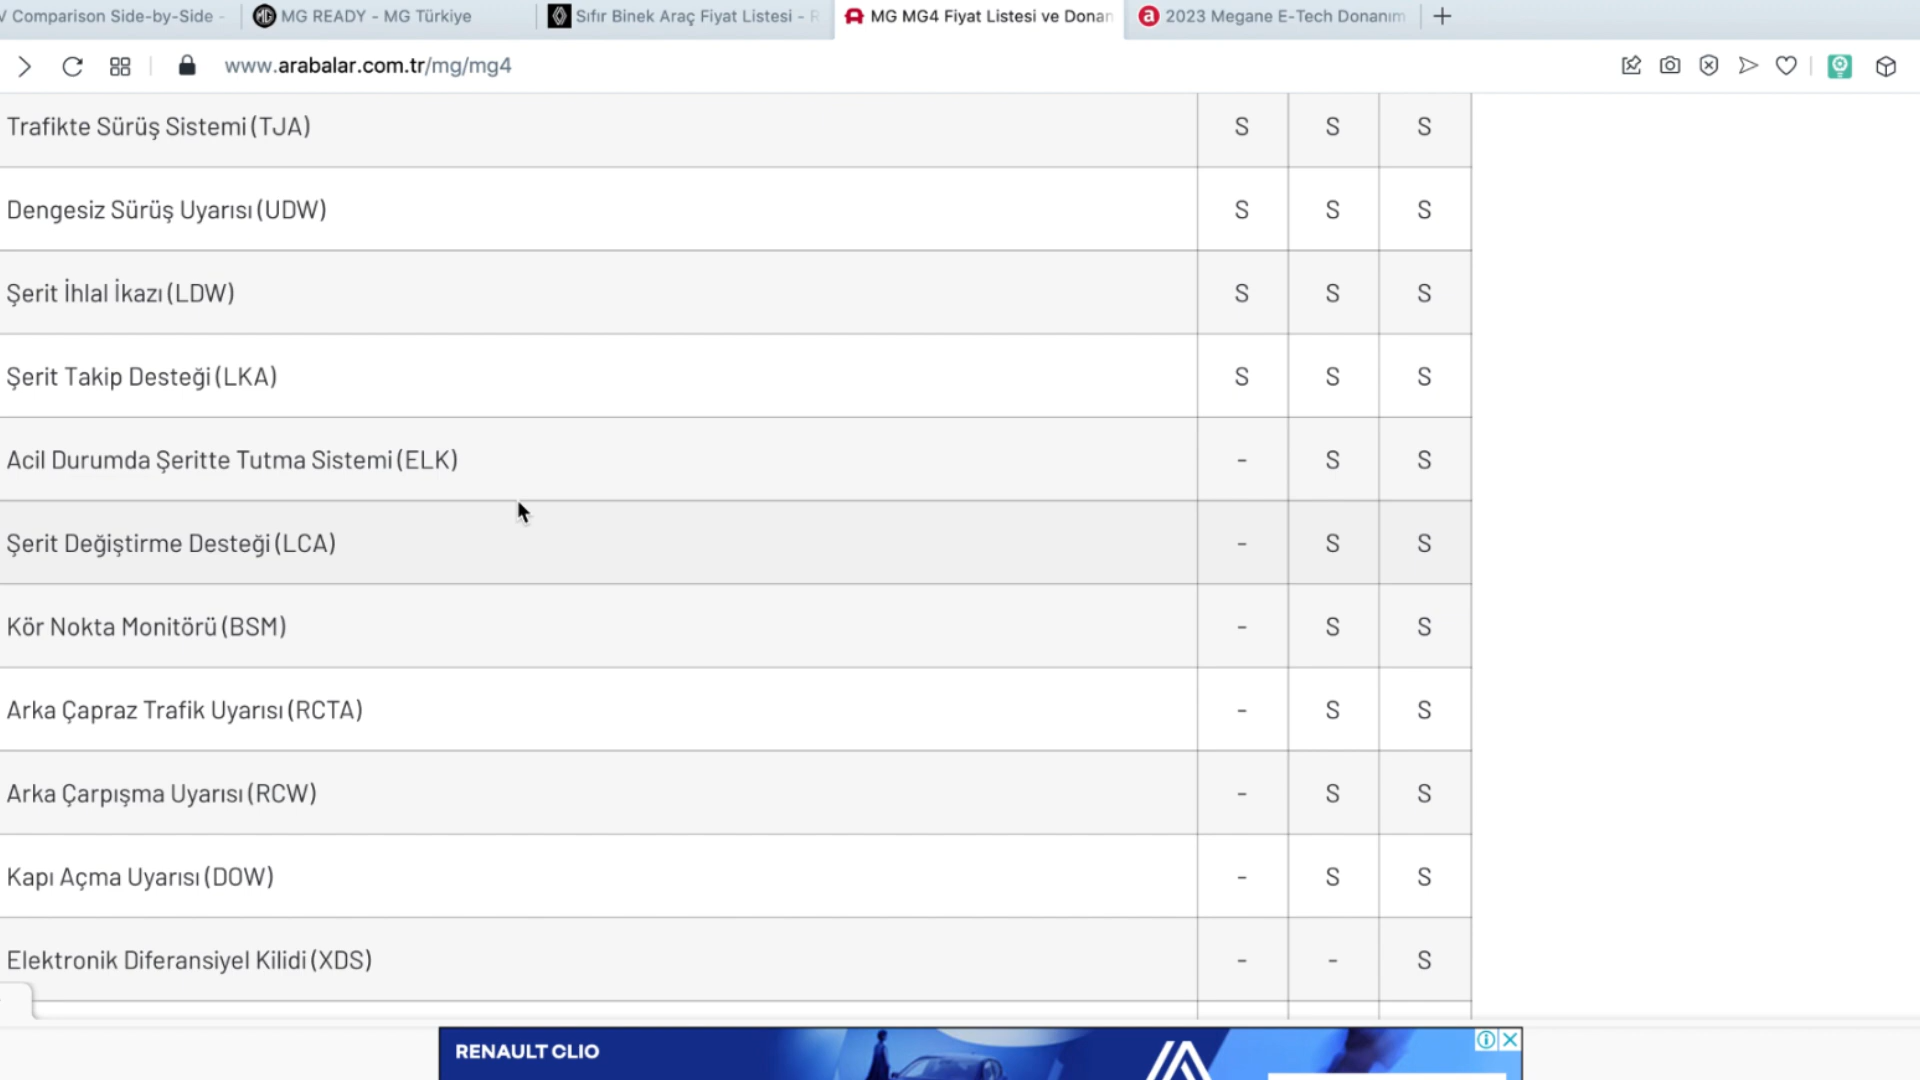 V Comparison Side-by-Side -
MG READY - MG Türkiye
Sıfır Binek Araç Fiyat Listesi -
MG MG4 Fiyat Listesi ve Donan
2023 Megane E-Tech Donanım
www.arabalar.com.tr/mg/mg4
Trafikte Sürüş Sistemi (TJA) S S S
Dengesiz Sürüş Uyarısı (UDW) S S S
Şerit İhlal İkazı (LDW) S S S
Şerit Takip Desteği (LKA) S S S
Acil Durumda Şeritte Tutma Sistemi (ELK) - S S
Şerit Değiştirme Desteği (LCA) - S S
Kör Nokta Monitörü (BSM) - S S
Arka Çapraz Trafik Uyarısı (RCTA) - S S
Arka Çarpışma Uyarısı (RCW) - S S
Kapı Açma Uyarısı (DOW) - S S
Elektronik Diferansiyel Kilidi (XDS) - - S
RENAULT CLIO